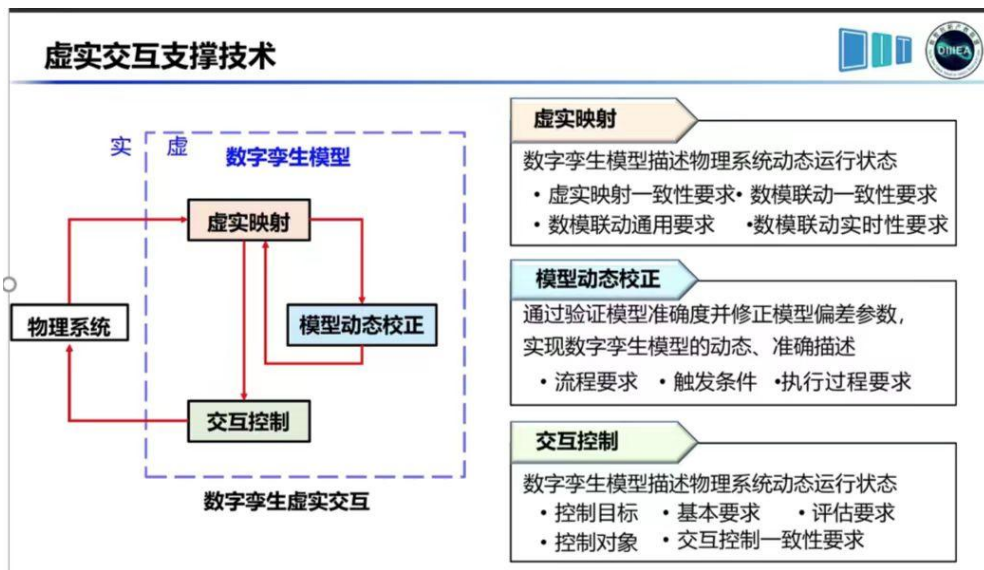 虚实交互支撑技术
DIT
DIIEA
实 虚
数字孪生模型
虚实映射
物理系统
模型动态校正
交互控制
数字孪生虚实交互
虚实映射
数字孪生模型描述物理系统动态运行状态
• 虚实映射一致性要求 • 数模联动一致性要求
• 数模联动通用要求 •数模联动实时性要求
模型动态校正
通过验证模型准确度并修正模型偏差参数，
实现数字孪生模型的动态、准确描述
• 流程要求 • 触发条件 •执行过程要求
交互控制
数字孪生模型描述物理系统动态运行状态
• 控制目标 • 基本要求 • 评估要求
• 控制对象 • 交互控制一致性要求